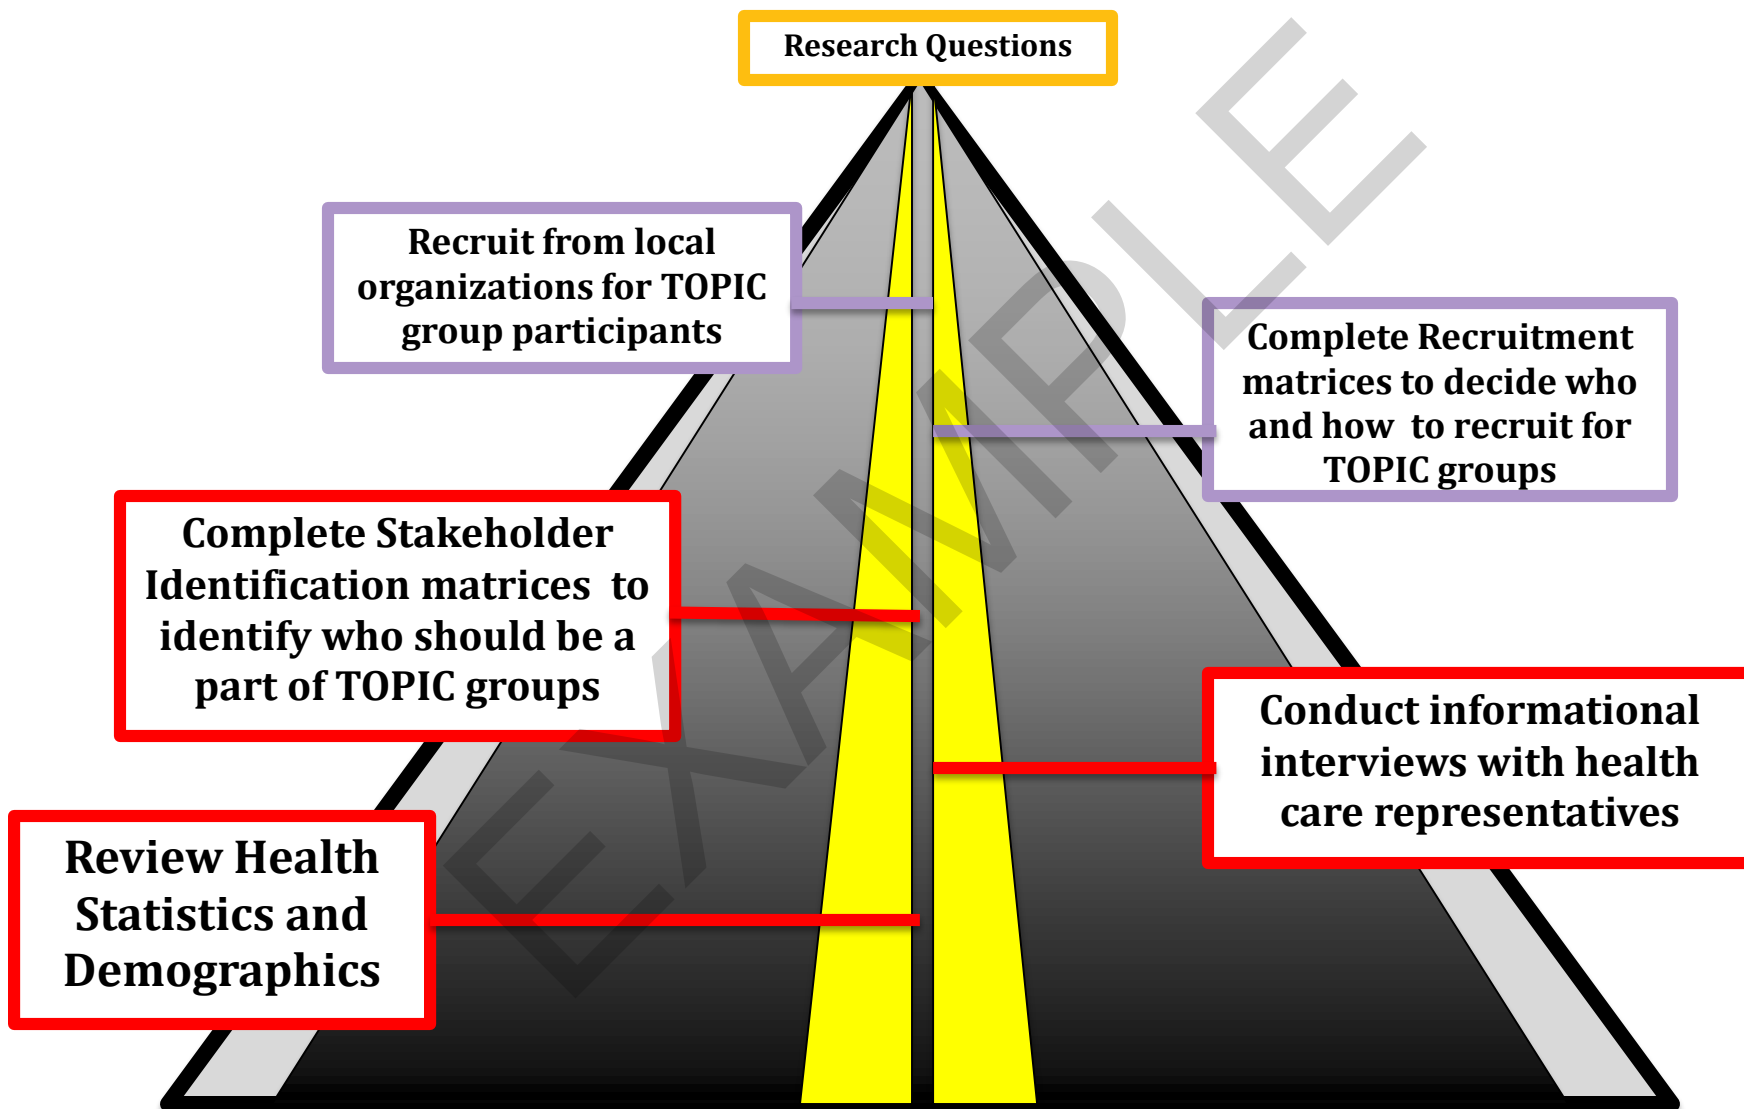 Research Questions
Recruit from local
organizations for TOPIC
group participants
Complete Recruitment
matrices to decide who
and how  to recruit for
TOPIC groups
Complete Stakeholder
Identification matrices  to
identify who should be a
part of TOPIC groups
Conduct informational
interviews with health
care representatives
Review Health
Statistics and
Demographics
EXAMPLE